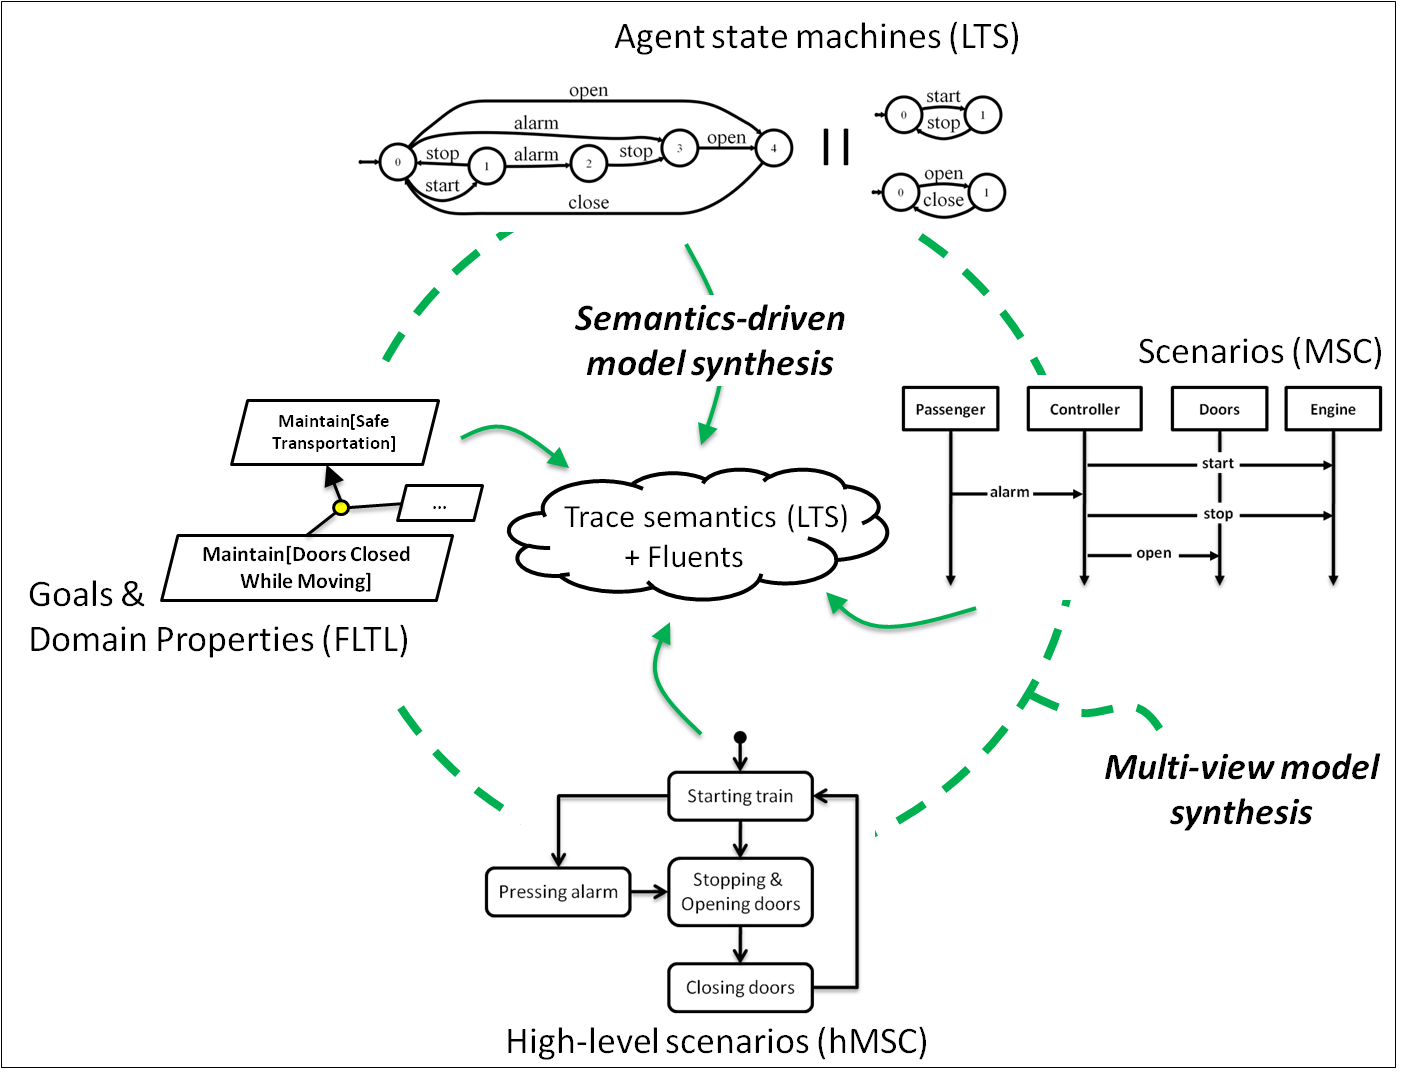 Agent state machines (LTS)
open
alarm
stop
alarm
stop
open
start
close
0
1
2
3
4
start
stop
0
1
open
close
0
1
Semantics-driven
model synthesis
Scenarios (MSC)
Passenger
Controller
Doors
Engine
start
alarm
stop
open
Maintain[Safe
Transportation]
...
Maintain[Doors Closed
While Moving]
Goals &
Domain Properties (FLTL)
Trace semantics (LTS)
+ Fluents
Multi-view model
synthesis
Starting train
Pressing alarm
Stopping &
Opening doors
Closing doors
High-level scenarios (hMSC)